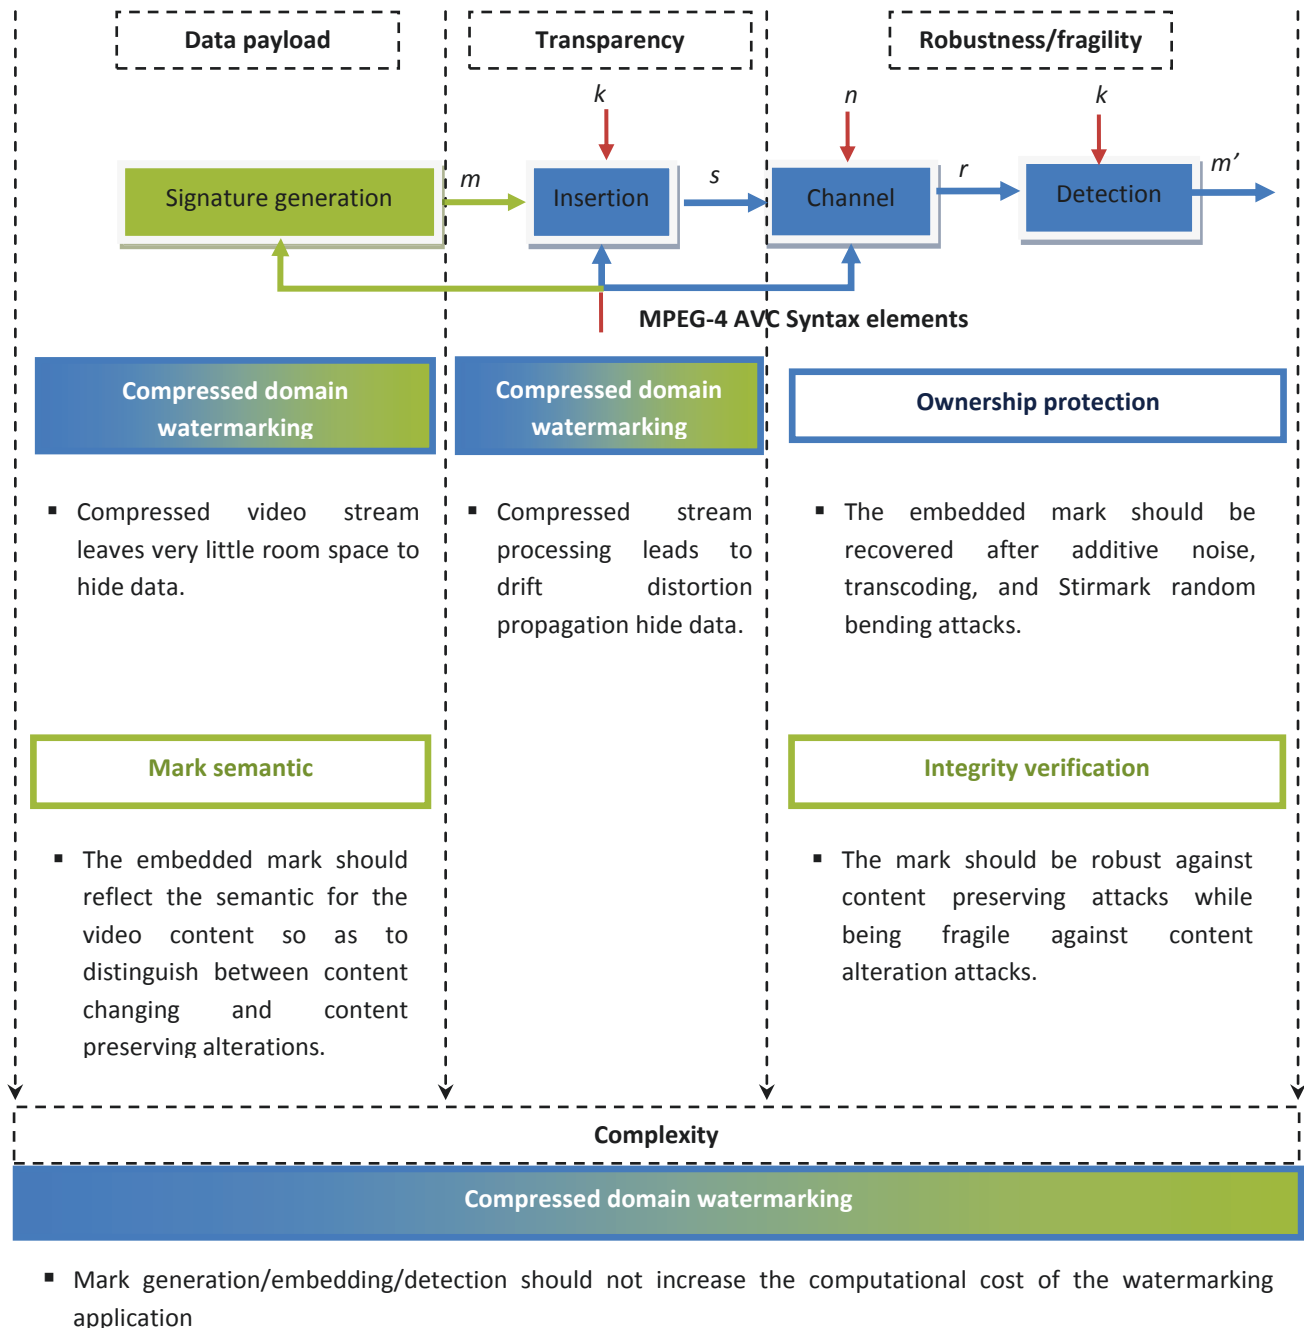 Data payload
Transparency
Robustness/fragility
k
n
k
Signature generation
m
Insertion
s
Channel
r
Detection
m’
MPEG-4 AVC Syntax elements
Compressed domain
watermarking
Compressed domain
watermarking
Ownership protection
▪ Compressed video stream
leaves very little room space to
hide data.
▪ Compressed stream
processing leads to
drift distortion
propagation hide data.
▪ The embedded mark should be
recovered after additive noise,
transcoding, and Stirmark random
bending attacks.
Mark semantic
Integrity verification
▪ The embedded mark should
reflect the semantic for the
video content so as to
distinguish between content
changing and content
preserving alterations.
▪ The mark should be robust against
content preserving attacks while
being fragile against content
alteration attacks.
Complexity
Compressed domain watermarking
▪ Mark generation/embedding/detection should not increase the computational cost of the watermarking
application